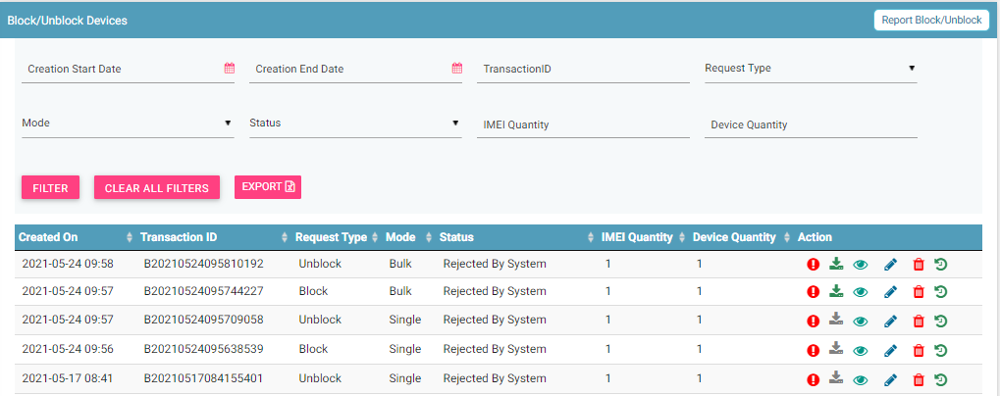 Block/Unblock Devices Report Block/Unblock
Creation Start Date Creation End Date TransactionID Request Type
Mode Status IMEI Quantity Device Quantity
FILTER CLEAR ALL FILTERS EXPORT
Created On Transaction ID Request Type Mode Status IMEI Quantity Device Quantity Action
2021-05-24 09:58 B20210524095810192 Unblock Bulk Rejected By System 1 1
2021-05-24 09:57 B20210524095744227 Block Bulk Rejected By System 1 1
2021-05-24 09:57 B20210524095709058 Unblock Single Rejected By System 1 1
2021-05-24 09:56 B20210524095638539 Block Single Rejected By System 1 1
2021-05-17 08:41 B20210517084155401 Unblock Single Rejected By System 1 1